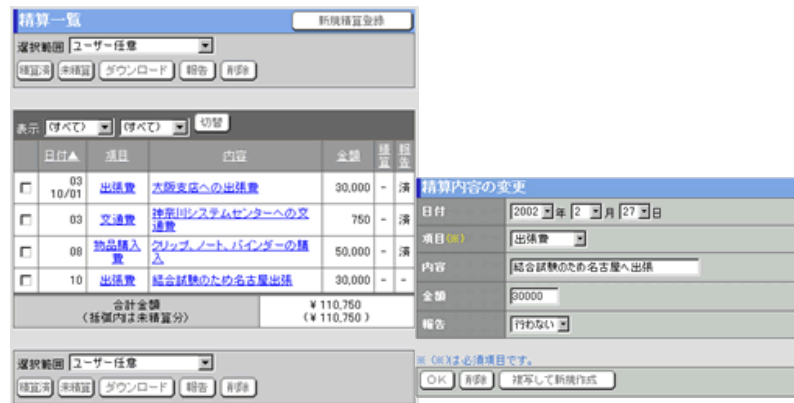 精算一覧
新規精算登録
選択範囲 ユーザー任意
精算済 未精算 ダウンロード 報告 削除
表示 (すべて) (すべて) 切替
日付▲ 項目 内容 金額 精算 報告
03 10/01 出張費 大阪支店への出張費 30,000 - 済
03 交通費 神奈川システムセンターへの交通費 750 - 済
08 物品購入費 クリップ、ノート、バインダーの購入 50,000 - 済
10 出張費 結合試験のため名古屋出張 30,000 - -
合計金額 ¥110,750
(括弧内は未精算分) (¥110,750)
選択範囲 ユーザー任意
精算済 未精算 ダウンロード 報告 削除
精算内容の変更
日付 2002 年 2 月 27 日
項目(※) 出張費
内容 結合試験のため名古屋へ出張
金額 30000
報告 行わない
※ (※)は必須項目です。
OK 削除 複写して新規作成